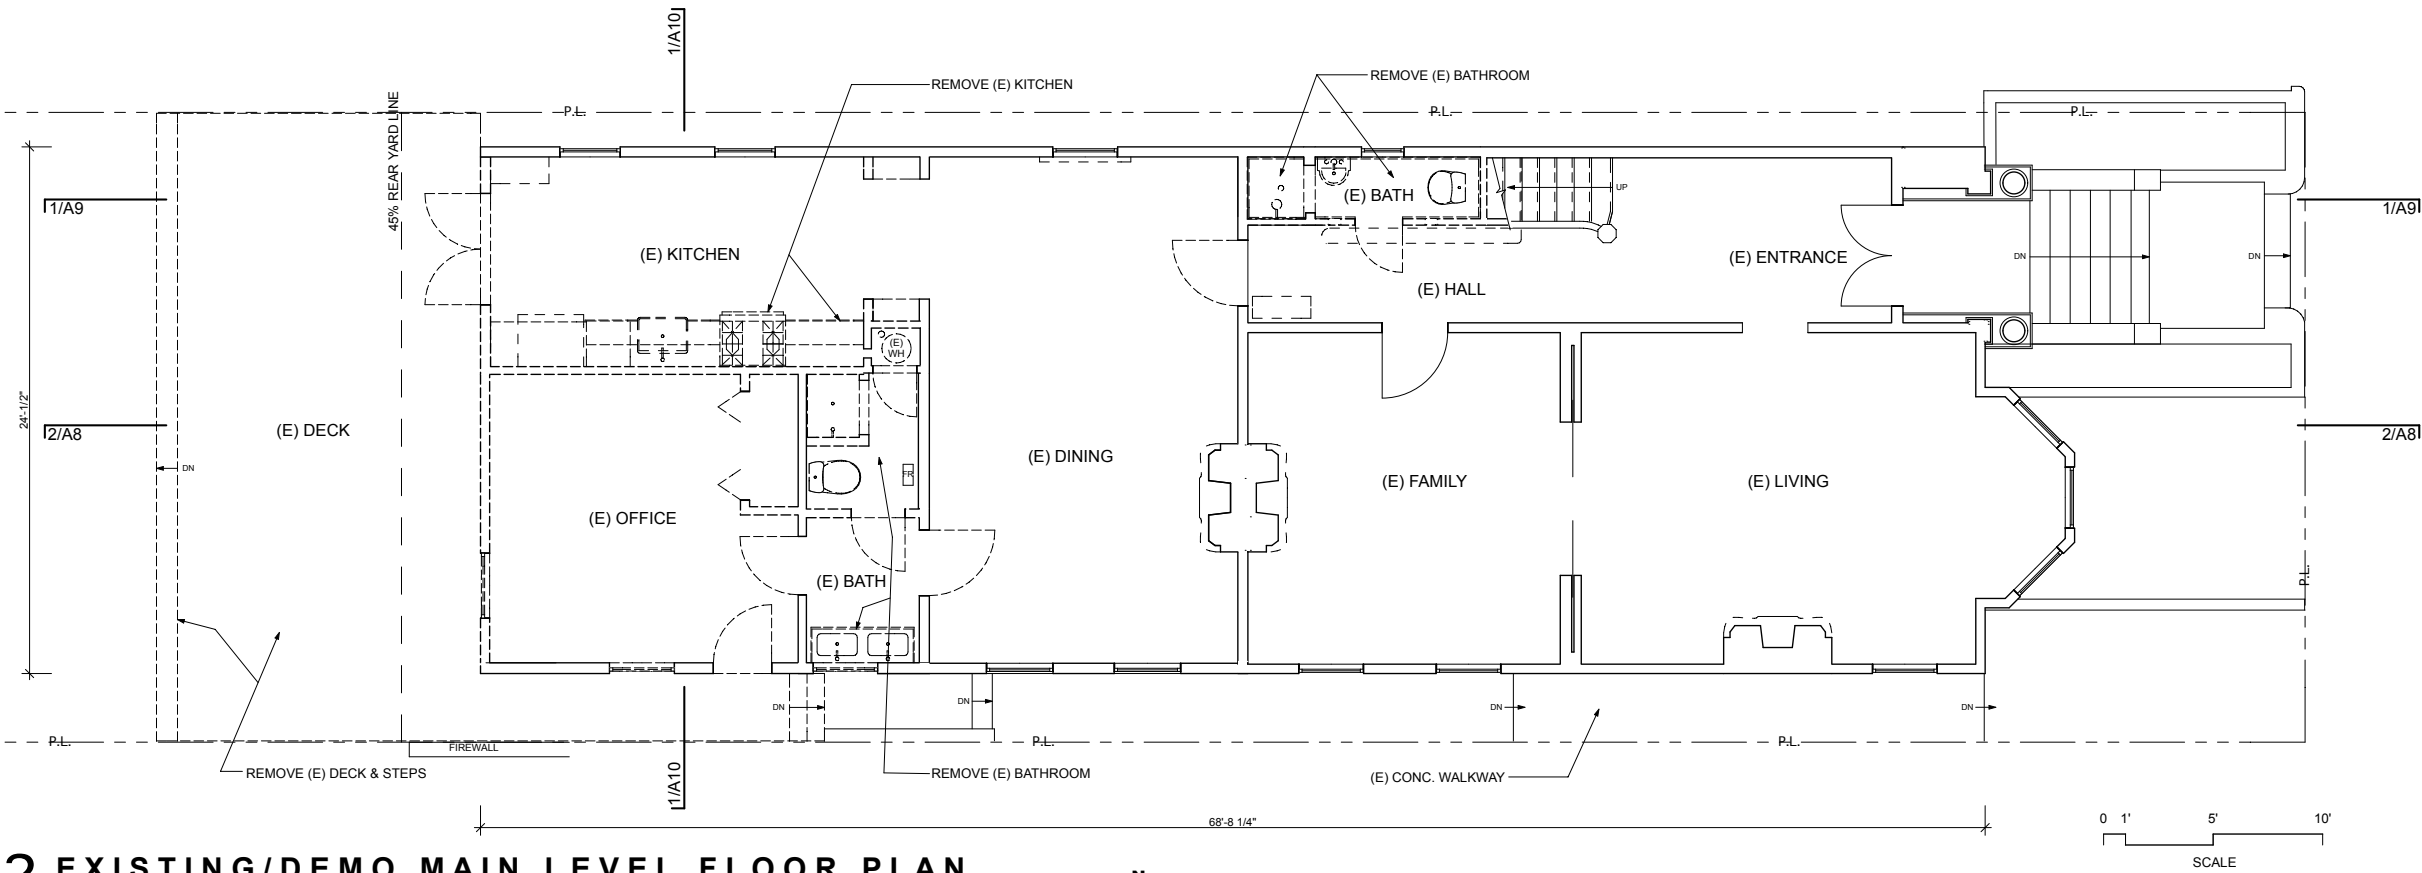 1/A10
REMOVE (E) KITCHEN
REMOVE (E) BATHROOM
45% REAR YARD LINE
P.L.
P.L.
P.L.
1/A9
(E) BATH
UP
1/A9
(E) KITCHEN
(E) ENTRANCE
DN
DN
(E) HALL
(E)
WH
24'-1/2"
2/A8
(E) DECK
2/A8
DN
(E) DINING
FR
(E) FAMILY
(E) LIVING
(E) OFFICE
(E) BATH
P.L.
DN
DN
DN
DN
P.L.
FIREWALL
P.L.
P.L.
REMOVE (E) DECK & STEPS
1/A10
REMOVE (E) BATHROOM
(E) CONC. WALKWAY
68'-8 1/4"
0 1' 5' 10'
SCALE
2 EXISTING/DEMO MAIN LEVEL FLOOR PLAN
N